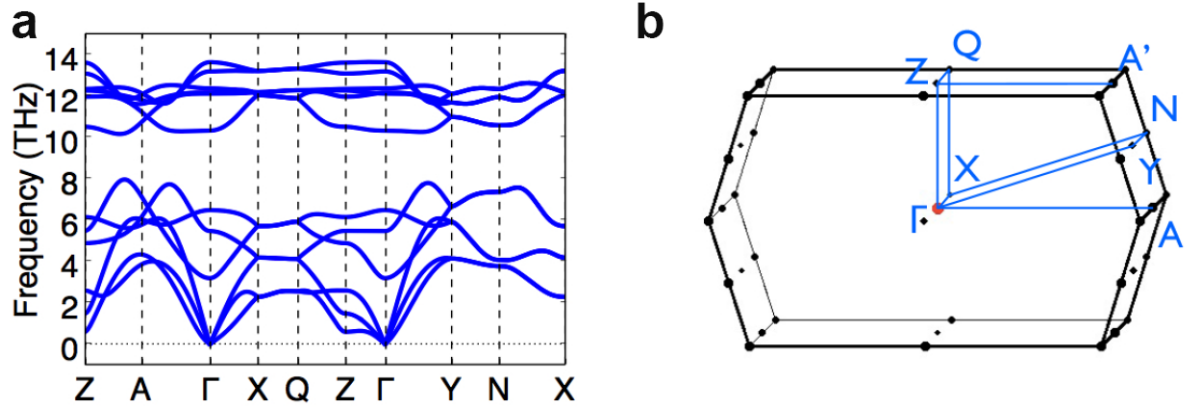 a
b
Frequency (THz)
14
12
10
8
6
4
2
0
Z A Γ X Q Z Γ Y N X
Q
Z
A'
N
X
Y
Γ
A